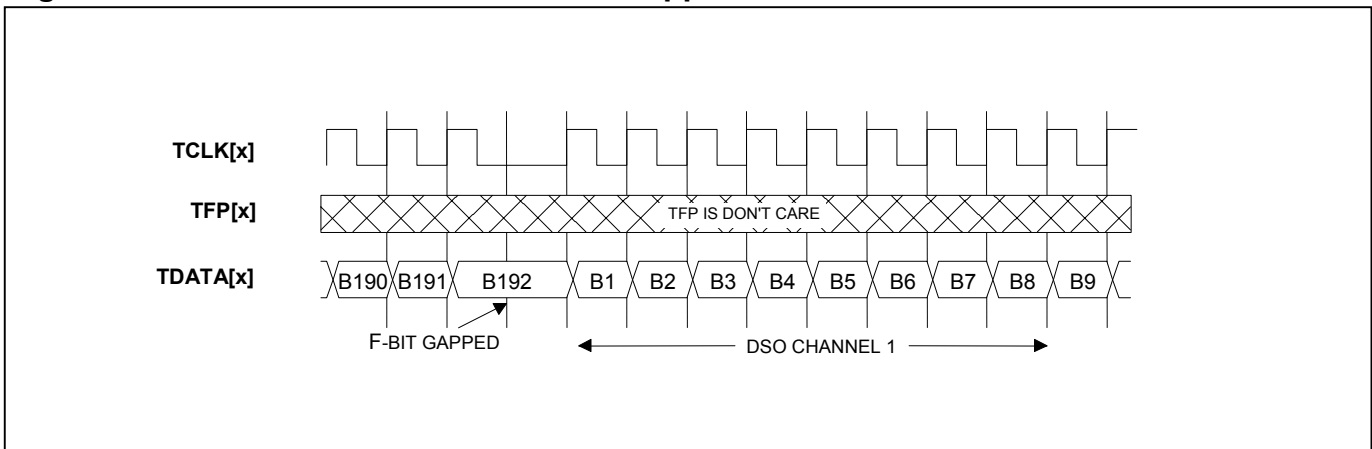 TCLK[x]
TFP[x]
TFP IS DON'T CARE
TDATA[x]
B190 B191 B192 B1 B2 B3 B4 B5 B6 B7 B8 B9
F-BIT GAPPED
DSO CHANNEL 1